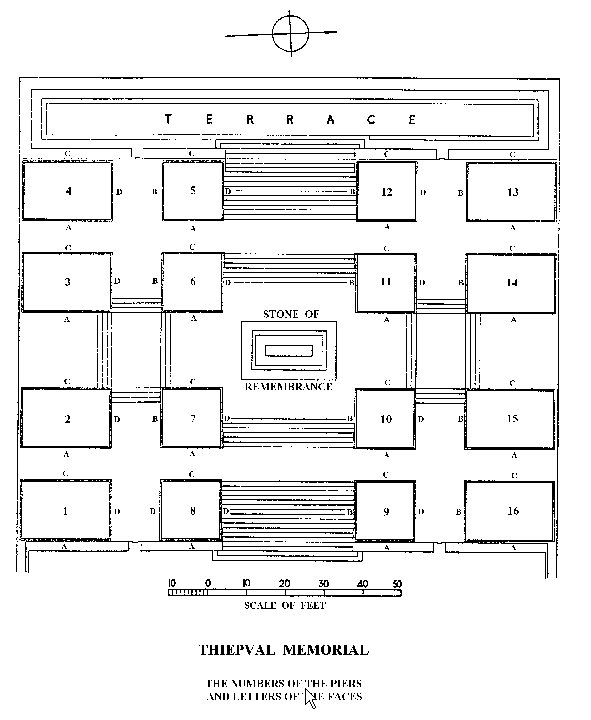 TERRACE
C C C C
4 D B 5 D B 12 D B 13
A A A A
C C C C
3 D B 6 D B 11 D B 14
STONE OF
A A A A
C C C C
REMEMBRANCE
2 D B 7 D B 10 D B 15
A A A A
C C C C
1 D D 8 D B 9 D B 16
A A A A
10 0 10 20 30 40 50
SCALE OF FEET
THIEPVAL MEMORIAL
THE NUMBERS OF THE PIERS
AND LETTERS OF THE FACES